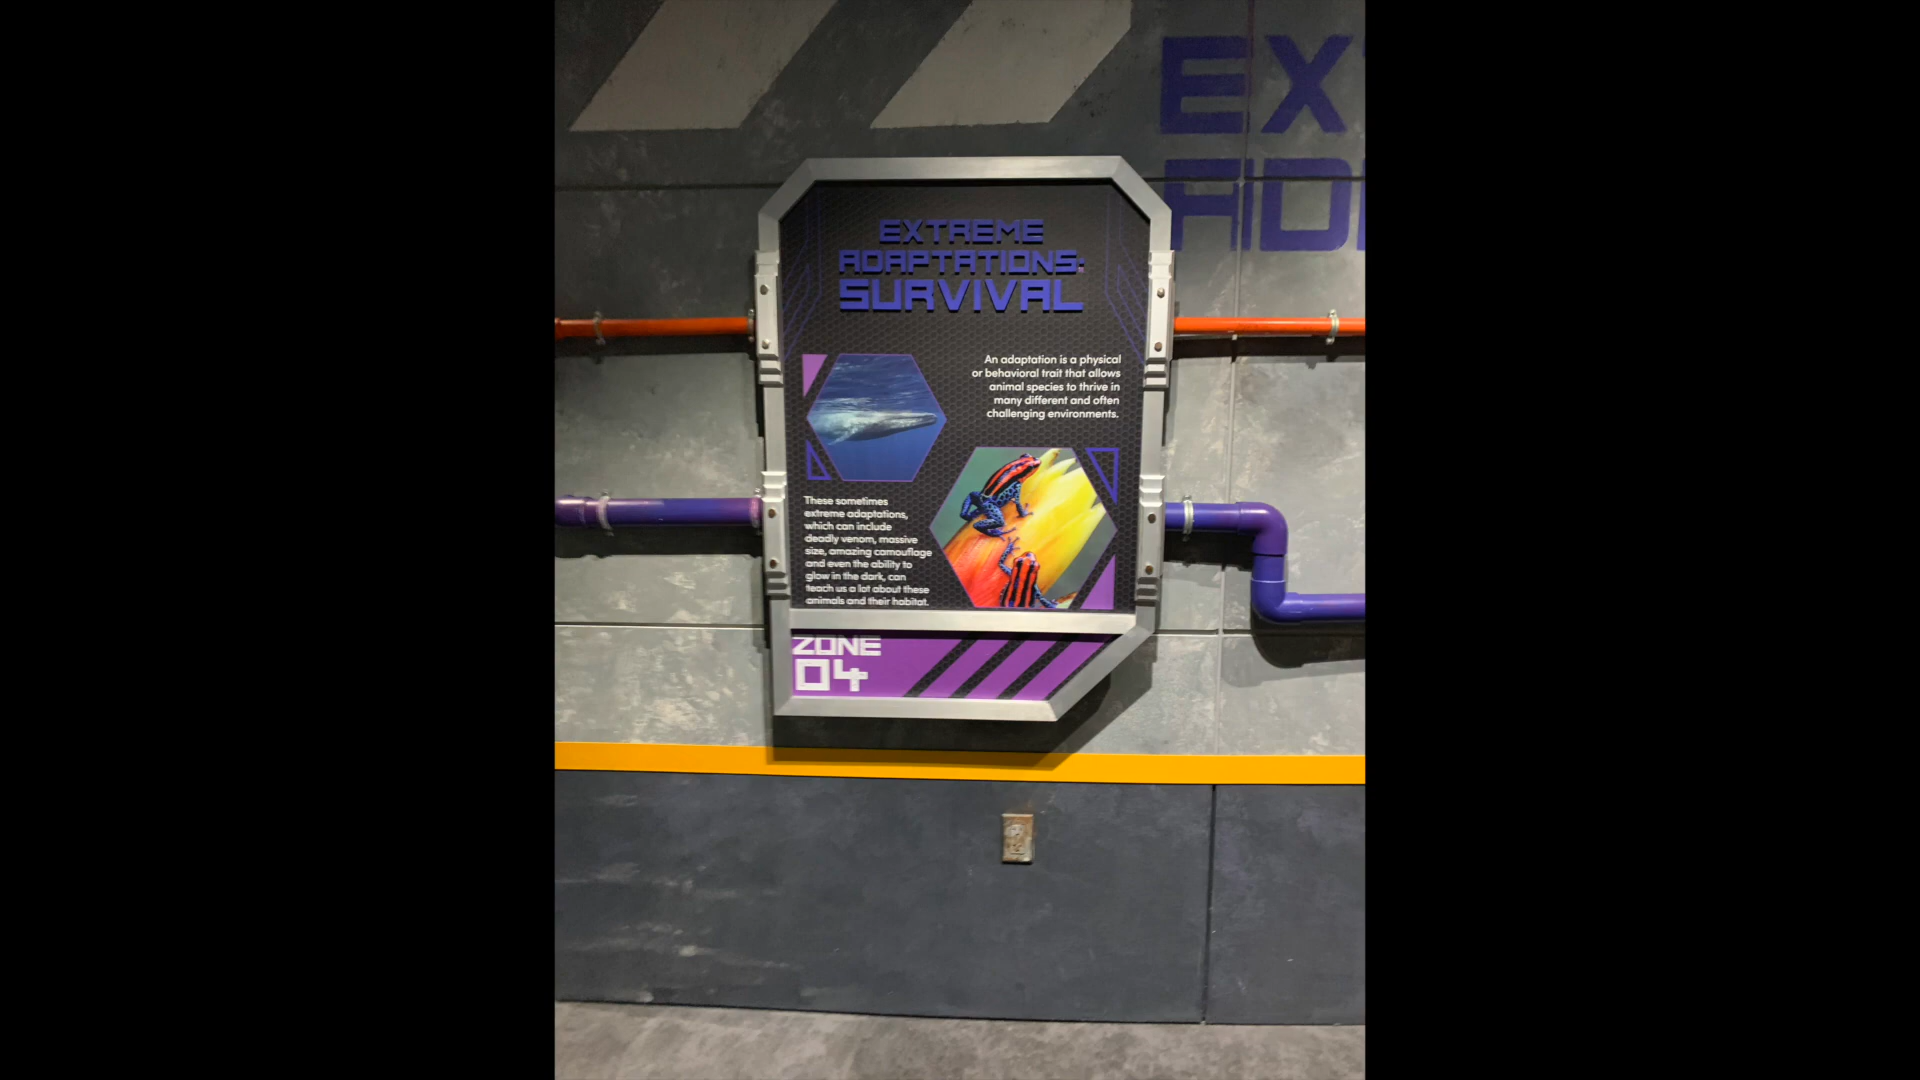 EX
AD
EXTREME
ADAPTATIONS:
SURVIVAL
An adaptation is a physical
or behavioral trait that allows
animal species to thrive in
many different and often
challenging environments.
These sometimes
extreme adaptations,
which can include
deadly venom, massive
size, amazing camouflage
and even the ability to
glow in the dark, can
teach us a lot about these
animals and their habitat.
ZONE
04